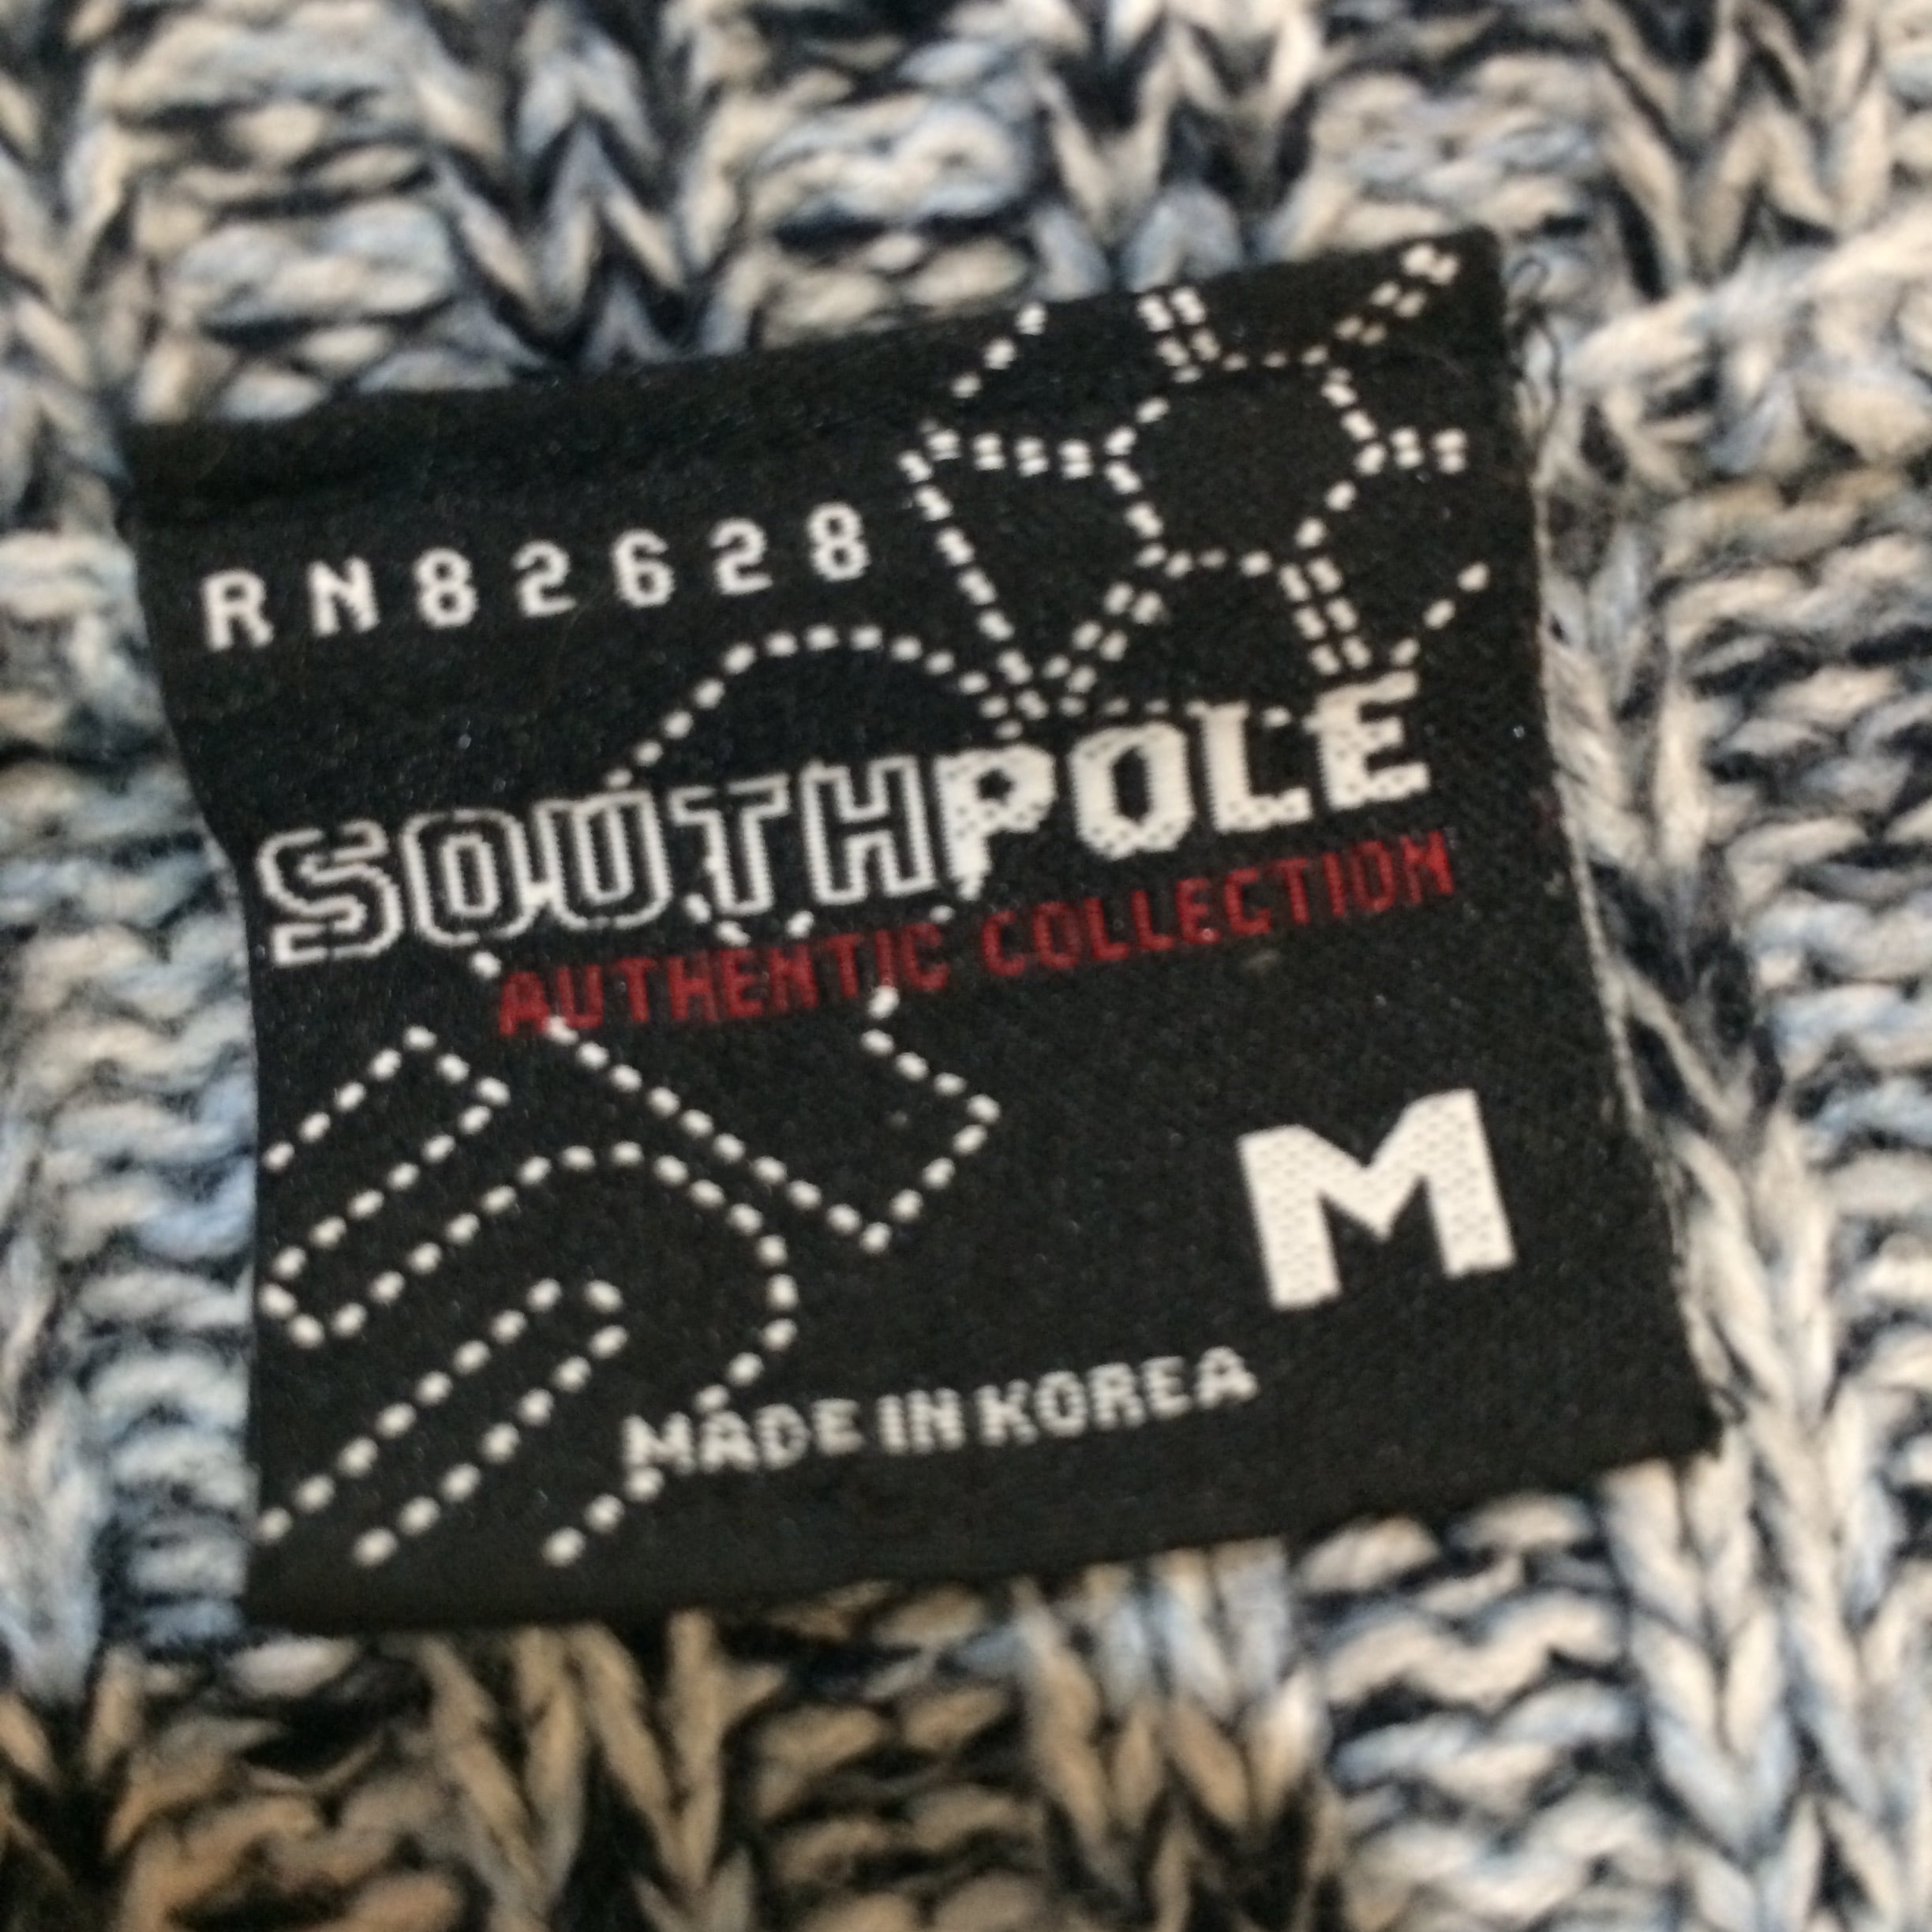 RN82628
SOUTHPOLE
AUTHENTIC COLLECTION
M
MADE IN KOREA